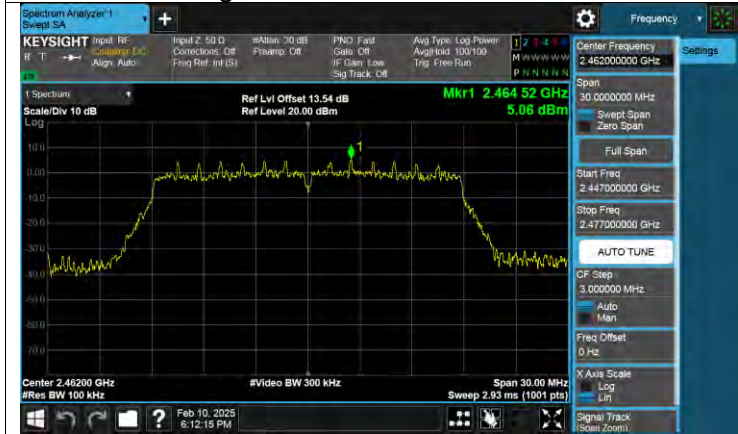 Spectrum Analyzer 1
Swept SA
Frequency
KEYSIGHT
R T
Input: RF
Coupling: DC
Align: Auto
Input Z: 50 Ω
Corrections: Off
Freq Ref: Int (S)
#Atten: 30 dB
Preamp: Off
PNO: Fast
Gate: Off
IF Gain: Low
Sig Track: Off
Avg Type: Log-Power
Avg|Hold: 100/100
Trig: Free Run
1 2 3 4 5 6
M W W W W W
P N N N N N
Center Frequency
2.462000000 GHz
Settings
Span
30.0000000 MHz
Swept Span
Zero Span
Full Span
Start Freq
2.447000000 GHz
Stop Freq
2.477000000 GHz
AUTO TUNE
CF Step
3.000000 MHz
Auto
Man
Freq Offset
0 Hz
X Axis Scale
Log
Lin
Signal Track
(Span Zoom)
1 Spectrum
Scale/Div 10 dB
Ref Lvl Offset 13.54 dB
Ref Level 20.00 dBm
Mkr1 2.464 52 GHz
5.06 dBm
Log
10.0
0.00
-10.0
-20.0
-30.0
-40.0
-50.0
-60.0
-70.0
1
Center 2.46200 GHz
#Res BW 100 kHz
#Video BW 300 kHz
Span 30.00 MHz
Sweep 2.93 ms (1001 pts)
?
Feb 10, 2025
6:12:15 PM